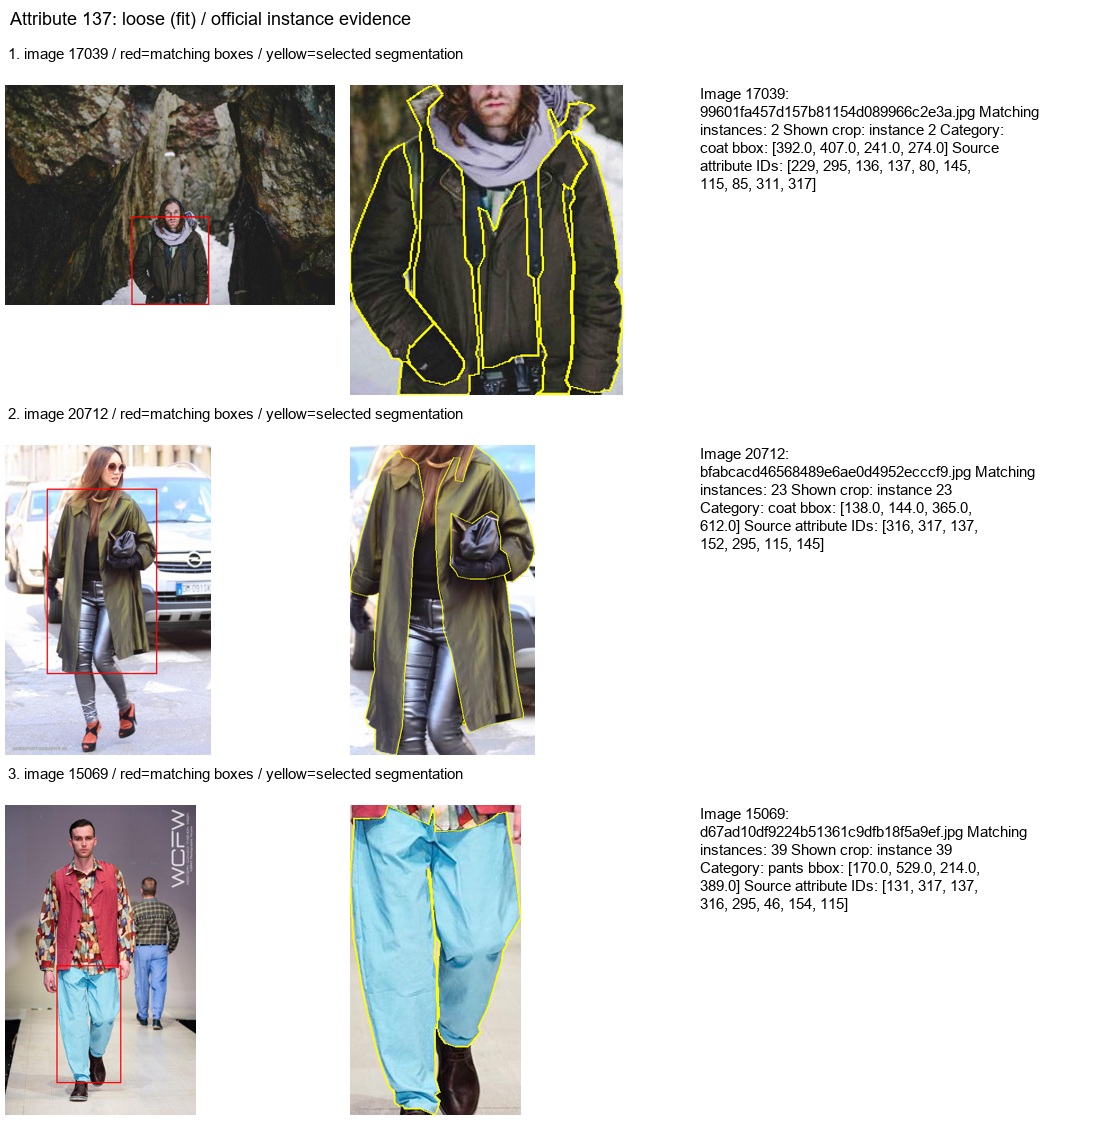 Attribute 137: loose (fit) / official instance evidence
1. image 17039 / red=matching boxes / yellow=selected segmentation
Image 17039:
99601fa457d157b81154d089966c2e3a.jpg Matching
instances: 2 Shown crop: instance 2 Category:
coat bbox: [392.0, 407.0, 241.0, 274.0] Source
attribute IDs: [229, 295, 136, 137, 80, 145,
115, 85, 311, 317]
2. image 20712 / red=matching boxes / yellow=selected segmentation
Image 20712:
bfabcacd46568489e6ae0d4952ecccf9.jpg Matching
instances: 23 Shown crop: instance 23
Category: coat bbox: [138.0, 144.0, 365.0,
612.0] Source attribute IDs: [316, 317, 137,
152, 295, 115, 145]
3. image 15069 / red=matching boxes / yellow=selected segmentation
WCFW
Image 15069:
d67ad10df9224b51361c9dfb18f5a9ef.jpg Matching
instances: 39 Shown crop: instance 39
Category: pants bbox: [170.0, 529.0, 214.0,
389.0] Source attribute IDs: [131, 317, 137,
316, 295, 46, 154, 115]